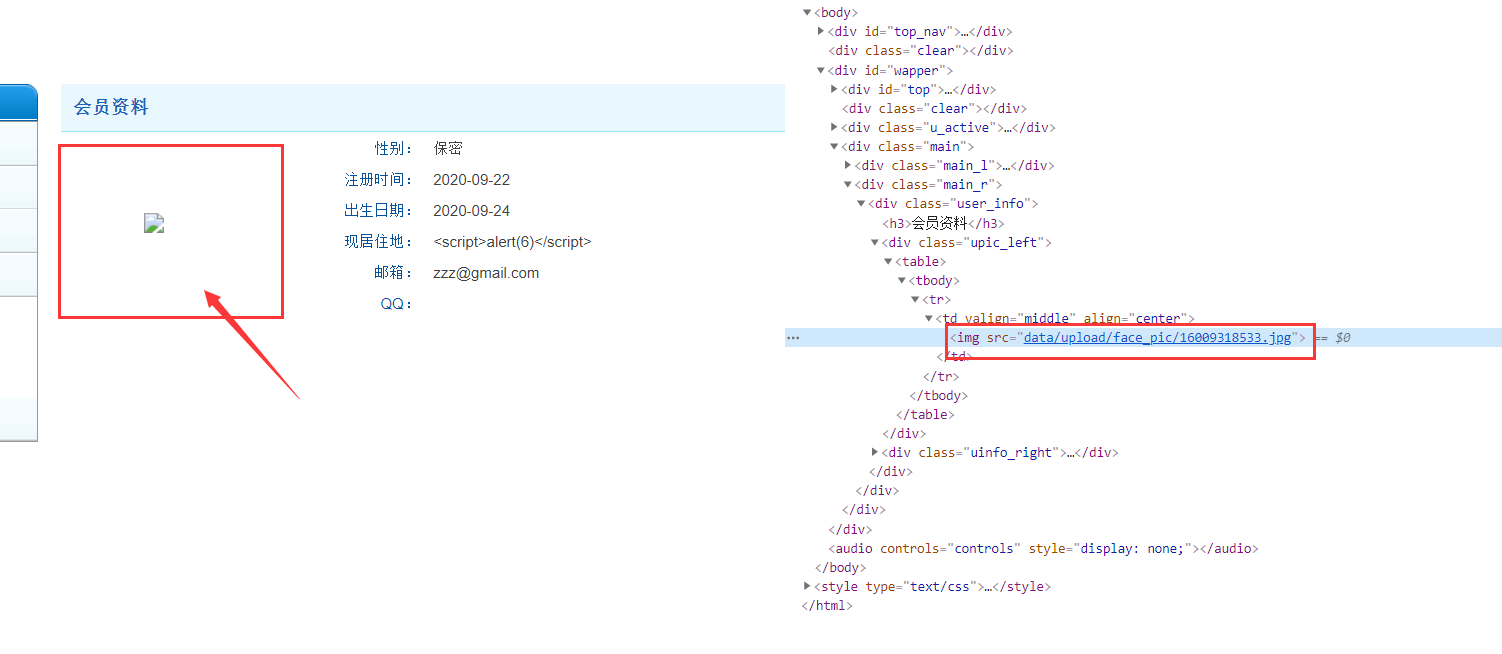 会员资料
性别： 保密
注册时间： 2020-09-22
出生日期： 2020-09-24
现居住地： <script>alert(6)</script>
邮箱： zzz@gmail.com
QQ：
▼<body>
▶<div id="top_nav">…</div>
<div class="clear"></div>
▼<div id="wapper">
▶<div id="top">…</div>
<div class="clear"></div>
▶<div class="u_active">…</div>
▼<div class="main">
▶<div class="main_l">…</div>
▼<div class="main_r">
▼<div class="user_info">
<h3>会员资料</h3>
▼<div class="upic_left">
▼<table>
▼<tbody>
▼<tr>
▼<td valign="middle" align="center">
… <img src="data/upload/face_pic/16009318533.jpg"> == $0
</td>
</tr>
</tbody>
</table>
</div>
▶<div class="uinfo_right">…</div>
</div>
</div>
</div>
</div>
<audio controls="controls" style="display: none;"></audio>
</body>
▶<style type="text/css">…</style>
</html>